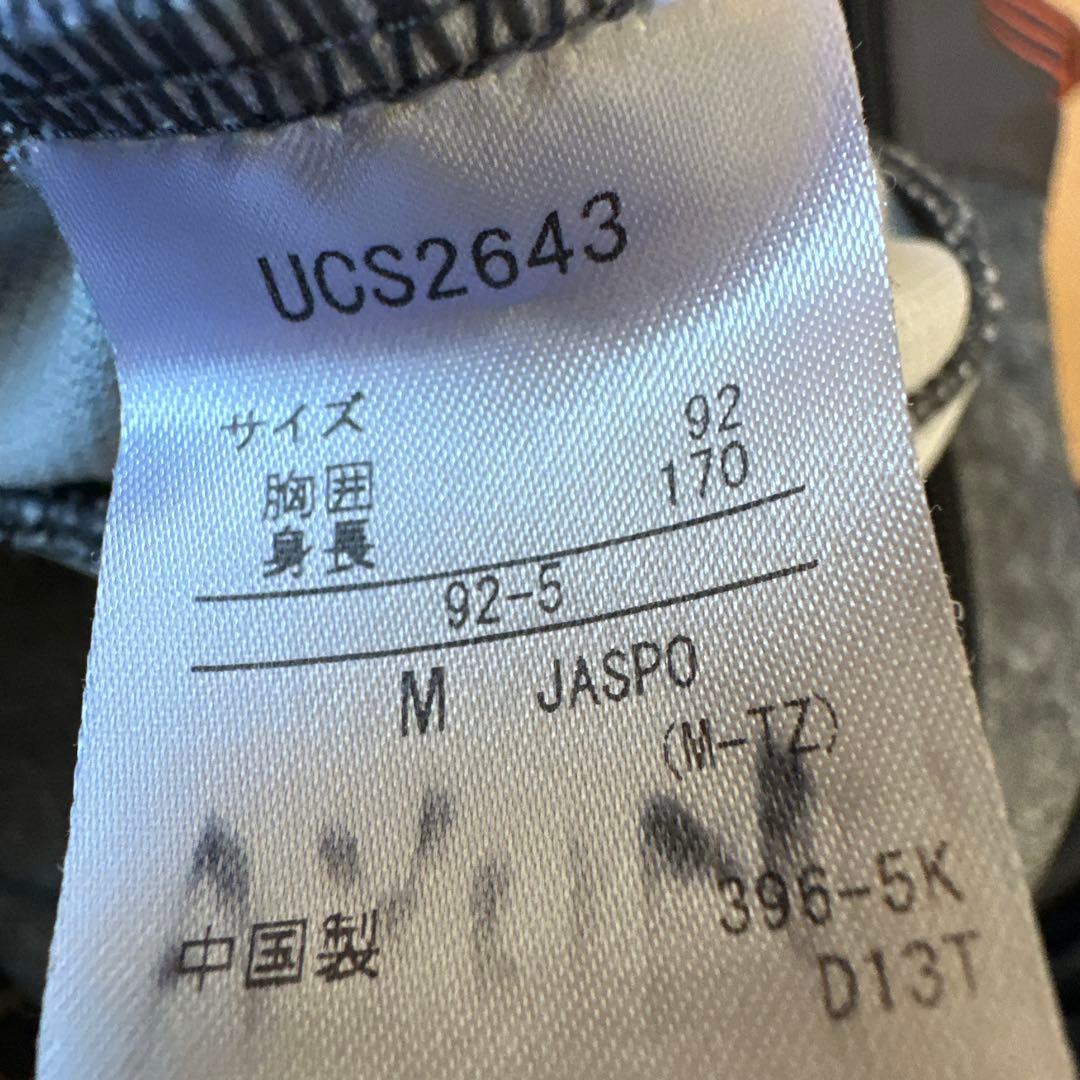 UCS2643
サイズ
胸囲 92
身長 170
92-5
M JASPO
(M-TZ)
396-5K
中国製
D13T